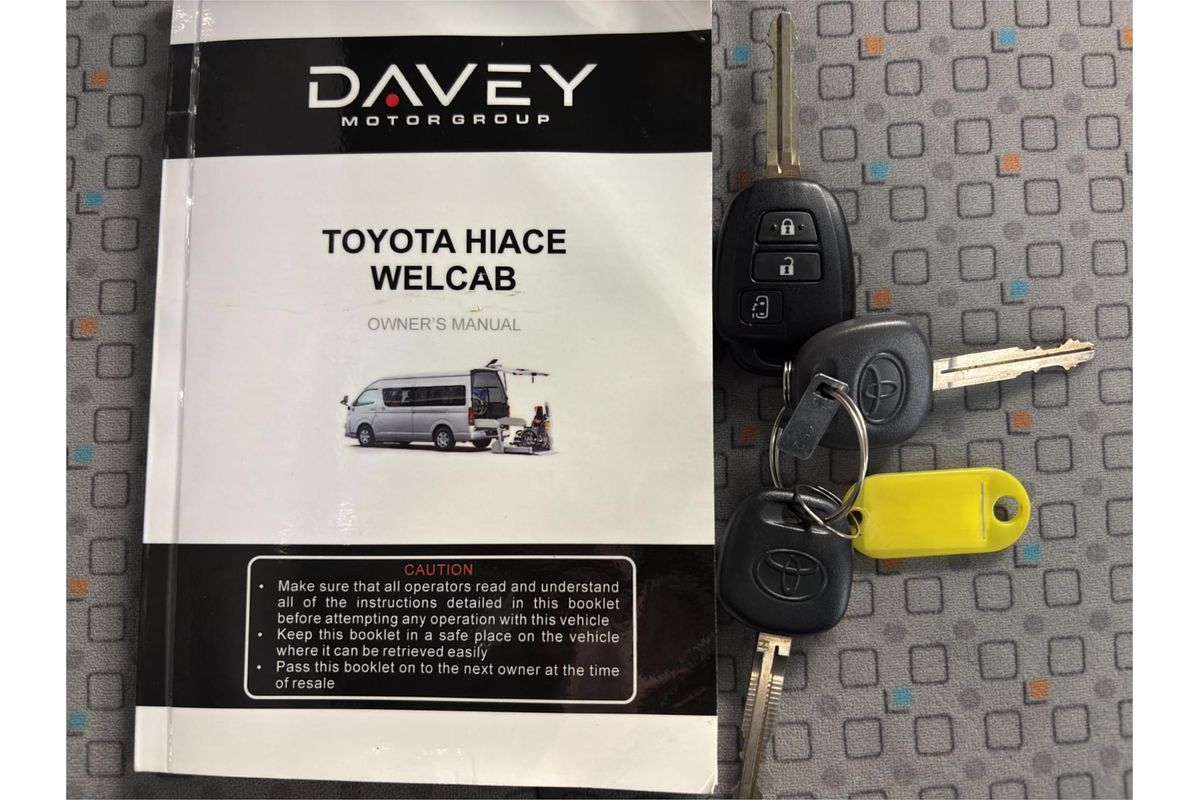 DAVEY
MOTORGROUP
TOYOTA HIACE
WELCAB
OWNER'S MANUAL
CAUTION
• Make sure that all operators read and understand
all of the instructions detailed in this booklet
before attempting any operation with this vehicle
• Keep this booklet in a safe place on the vehicle
where it can be retrieved easily
• Pass this booklet on to the next owner at the time
of resale